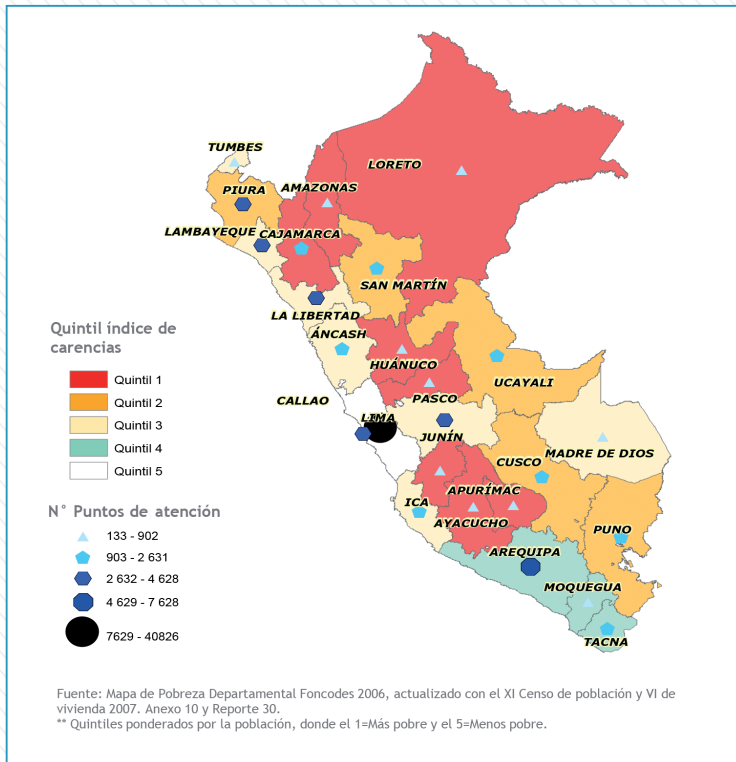 TUMBES
LORETO
PIURA
AMAZONAS
LAMBAYEQUE
CAJAMARCA
SAN MARTÍN
LA LIBERTAD
ÁNCASH
HUÁNUCO
UCAYALI
CALLAO
PASCO
LIMA
JUNÍN
MADRE DE DIOS
CUSCO
APURÍMAC
ICA
AYACUCHO
PUNO
AREQUIPA
MOQUEGUA
TACNA
Quintil índice de
carencias
Quintil 1
Quintil 2
Quintil 3
Quintil 4
Quintil 5
N° Puntos de atención
133 - 902
903 - 2 631
2 632 - 4 628
4 629 - 7 628
7629 - 40826
Fuente: Mapa de Pobreza Departamental Foncodes 2006, actualizado con el XI Censo de población y VI de
vivienda 2007. Anexo 10 y Reporte 30.
** Quintiles ponderados por la población, donde el 1=Más pobre y el 5=Menos pobre.